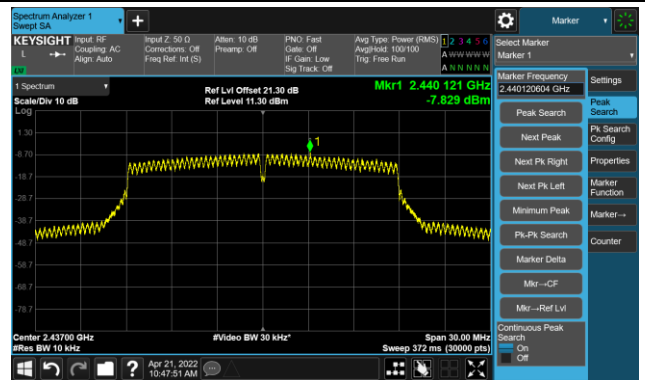 Spectrum Analyzer 1
Swept SA
+
Marker
KEYSIGHT
L
Input: RF
Coupling: AC
Align: Auto
Input Z: 50 Ω
Corrections: Off
Freq Ref: Int (S)
Atten: 10 dB
Preamp: Off
PNO: Fast
Gate: Off
IF Gain: Low
Sig Track: Off
Avg Type: Power (RMS)
Avg|Hold: 100/100
Trig: Free Run
1 2 3 4 5 6
A W W W W W
A N N N N N
Select Marker
Marker 1
1 Spectrum
Scale/Div 10 dB
Log
Ref Lvl Offset 21.30 dB
Ref Level 11.30 dBm
Mkr1 2.440 121 GHz
-7.829 dBm
1.30
-8.70
-18.7
-28.7
-38.7
-48.7
-58.7
-68.7
-78.7
1
Center 2.43700 GHz
#Res BW 10 kHz
#Video BW 30 kHz*
Span 30.00 MHz
Sweep 372 ms (30000 pts)
Marker Frequency
2.440120604 GHz
Peak Search
Next Peak
Next Pk Right
Next Pk Left
Minimum Peak
Pk-Pk Search
Marker Delta
Mkr→CF
Mkr→Ref Lvl
Continuous Peak
Search
On
Off
Settings
Peak
Search
Pk Search
Config
Properties
Marker
Function
Marker→
Counter
?
Apr 21, 2022
10:47:51 AM